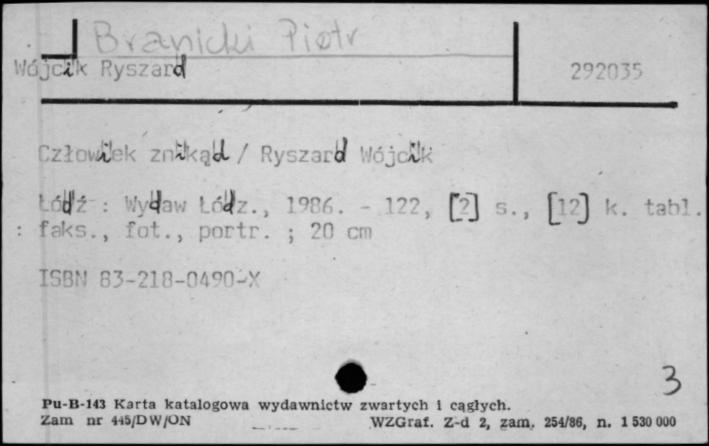 Branicki Piotr
Wójcik Ryszard 292035
Człowiek znikąd / Ryszard Wójcik
Łódź : Wydaw Łódz., 1986. - 122, [2] s., [12] k. tabl.
: faks., fot., portr. ; 20 cm
ISBN 83-218-0490-X
3
Pu-B-143 Karta katalogowa wydawnictw zwartych i ciągłych.
Zam nr 445/DW/ON WZGraf. Z-d 2, zam. 254/86, n. 1 530 000